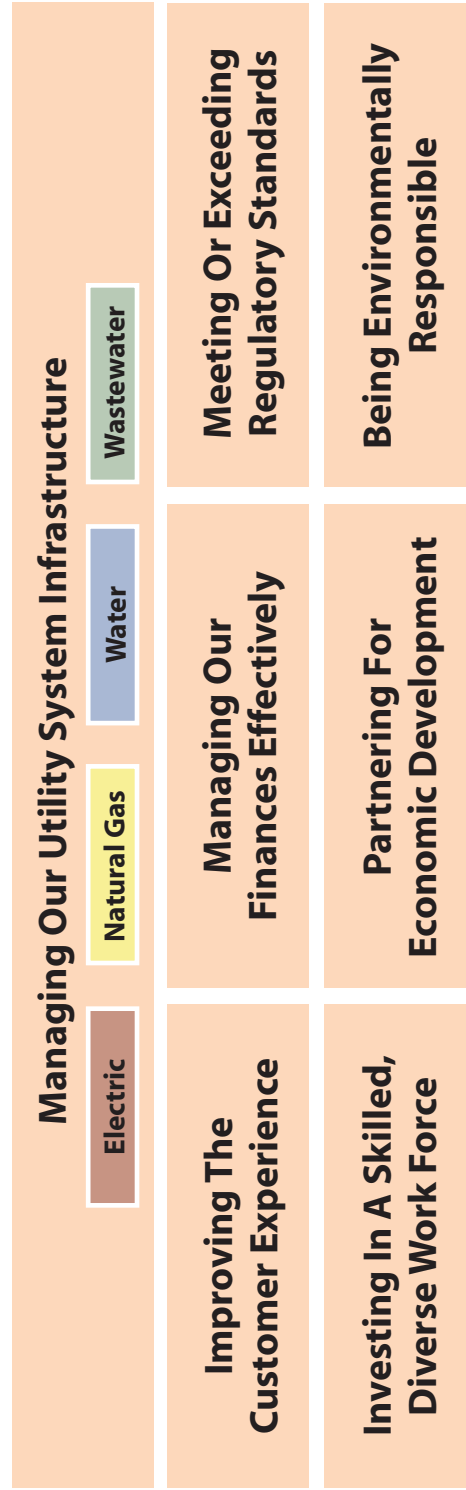 Managing Our Utility System Infrastructure
Electric
Natural Gas
Water
Wastewater
Improving The
Customer Experience
Managing Our
Finances Effectively
Meeting Or Exceeding
Regulatory Standards
Investing In A Skilled,
Diverse Work Force
Partnering For
Economic Development
Being Environmentally
Responsible